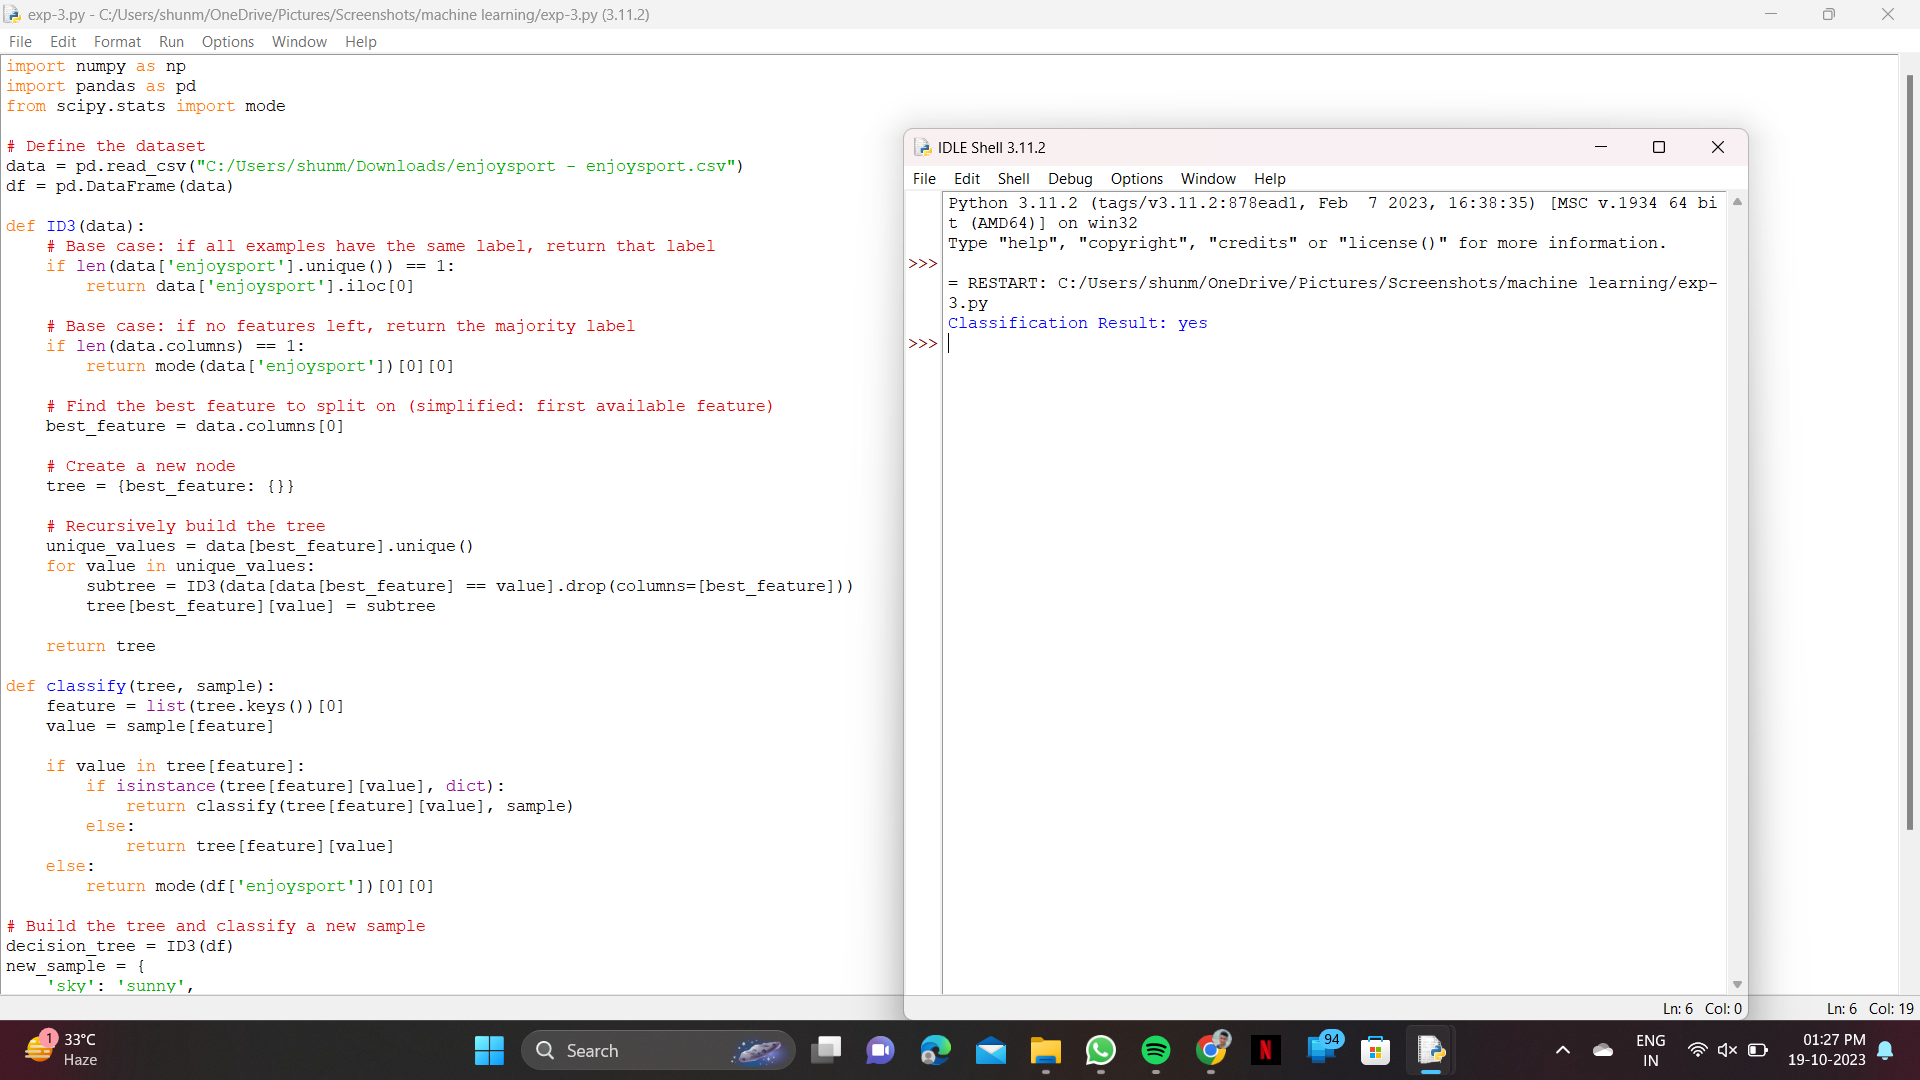 exp-3.py - C:/Users/shunm/OneDrive/Pictures/Screenshots/machine learning/exp-3.py (3.11.2)
File Edit Format Run Options Window Help
import numpy as np
import pandas as pd
from scipy.stats import mode

# Define the dataset
data = pd.read_csv("C:/Users/shunm/Downloads/enjoysport - enjoysport.csv")
df = pd.DataFrame(data)

def ID3(data):
    # Base case: if all examples have the same label, return that label
    if len(data['enjoysport'].unique()) == 1:
        return data['enjoysport'].iloc[0]

    # Base case: if no features left, return the majority label
    if len(data.columns) == 1:
        return mode(data['enjoysport'])[0][0]

    # Find the best feature to split on (simplified: first available feature)
    best_feature = data.columns[0]

    # Create a new node
    tree = {best_feature: {}}

    # Recursively build the tree
    unique_values = data[best_feature].unique()
    for value in unique_values:
        subtree = ID3(data[data[best_feature] == value].drop(columns=[best_feature]))
        tree[best_feature][value] = subtree

    return tree

def classify(tree, sample):
    feature = list(tree.keys())[0]
    value = sample[feature]

    if value in tree[feature]:
        if isinstance(tree[feature][value], dict):
            return classify(tree[feature][value], sample)
        else:
            return tree[feature][value]
    else:
        return mode(df['enjoysport'])[0][0]

# Build the tree and classify a new sample
decision_tree = ID3(df)
new_sample = {
    'sky': 'sunny',
Ln: 6 Col: 19
IDLE Shell 3.11.2
File Edit Shell Debug Options Window Help
Python 3.11.2 (tags/v3.11.2:878ead1, Feb  7 2023, 16:38:35) [MSC v.1934 64 bi
t (AMD64)] on win32
Type "help", "copyright", "credits" or "license()" for more information.
>>>
= RESTART: C:/Users/shunm/OneDrive/Pictures/Screenshots/machine learning/exp-
3.py
Classification Result: yes
>>>
Ln: 6 Col: 0
1
33°C
Haze
Search
N
94
ENG
IN
01:27 PM
19-10-2023